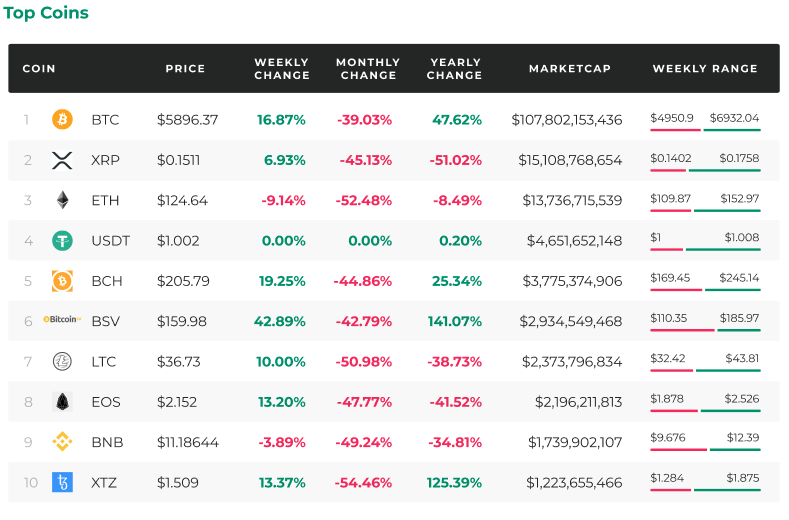 Top Coins
COIN PRICE WEEKLY CHANGE MONTHLY CHANGE YEARLY CHANGE MARKETCAP WEEKLY RANGE
1 BTC $5896.37 16.87% -39.03% 47.62% $107,802,153,436 $4950.9 $6932.04
2 XRP $0.1511 6.93% -45.13% -51.02% $15,108,768,654 $0.1402 $0.1758
3 ETH $124.64 -9.14% -52.48% -8.49% $13,736,715,539 $109.87 $152.97
4 USDT $1.002 0.00% 0.00% 0.20% $4,651,652,148 $1 $1.008
5 BCH $205.79 19.25% -44.86% 25.34% $3,775,374,906 $169.45 $245.14
6 Bitcoin BSV $159.98 42.89% -42.79% 141.07% $2,934,549,468 $110.35 $185.97
7 LTC $36.73 10.00% -50.98% -38.73% $2,373,796,834 $32.42 $43.81
8 EOS $2.152 13.20% -47.77% -41.52% $2,196,211,813 $1.878 $2.526
9 BNB $11.18644 -3.89% -49.24% -34.81% $1,739,902,107 $9.676 $12.39
10 XTZ $1.509 13.37% -54.46% 125.39% $1,223,655,466 $1.284 $1.875